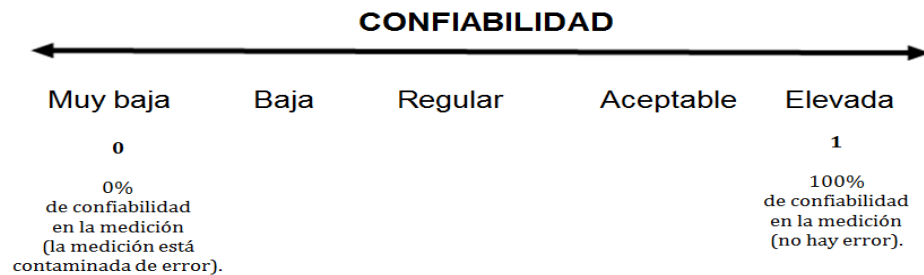 CONFIABILIDAD
Muy baja Baja Regular Aceptable Elevada
0
0%
de confiabilidad
en la medición
(la medición está
contaminada de error).
1
100%
de confiabilidad
en la medición
(no hay error).